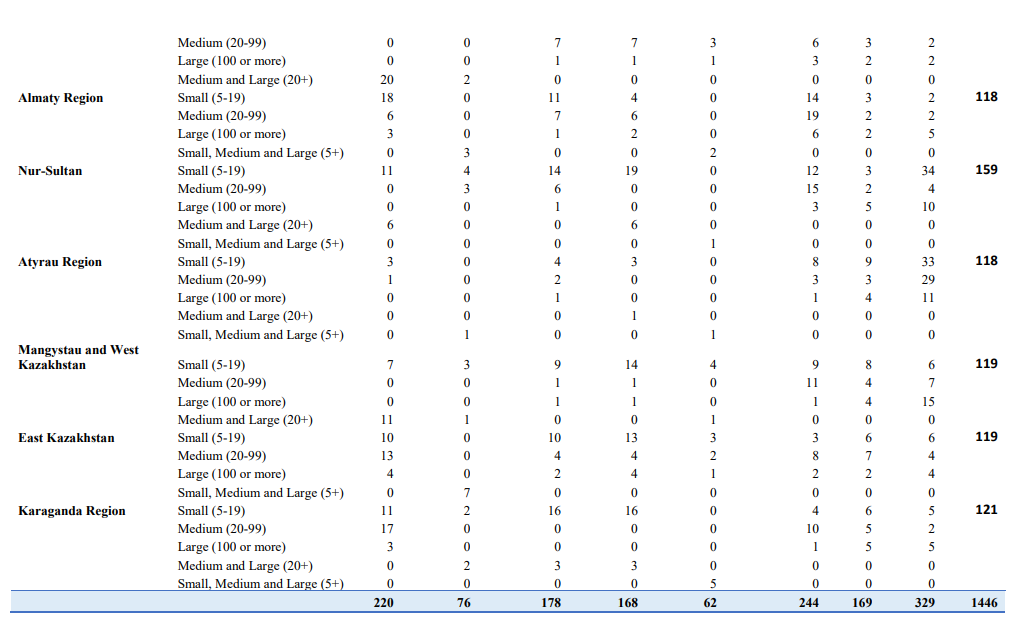 Medium (20-99) 0 0 7 7 3 6 3 2
Large (100 or more) 0 0 1 1 1 3 2 2
Medium and Large (20+) 20 2 0 0 0 0 0 0
Almaty Region Small (5-19) 18 0 11 4 0 14 3 2 118
Medium (20-99) 6 0 7 6 0 19 2 2
Large (100 or more) 3 0 1 2 0 6 2 5
Small, Medium and Large (5+) 0 3 0 0 2 0 0 0
Nur-Sultan Small (5-19) 11 4 14 19 0 12 3 34 159
Medium (20-99) 0 3 6 0 0 15 2 4
Large (100 or more) 0 0 1 0 0 3 5 10
Medium and Large (20+) 6 0 0 6 0 0 0 0
Small, Medium and Large (5+) 0 0 0 0 1 0 0 0
Atyrau Region Small (5-19) 3 0 4 3 0 8 9 33 118
Medium (20-99) 1 0 2 0 0 3 3 29
Large (100 or more) 0 0 1 0 0 1 4 11
Medium and Large (20+) 0 0 0 1 0 0 0 0
Small, Medium and Large (5+) 0 1 0 0 1 0 0 0
Mangystau and West
Kazakhstan Small (5-19) 7 3 9 14 4 9 8 6 119
Medium (20-99) 0 0 1 1 0 11 4 7
Large (100 or more) 0 0 1 1 0 1 4 15
Medium and Large (20+) 11 1 0 0 1 0 0 0
East Kazakhstan Small (5-19) 10 0 10 13 3 3 6 6 119
Medium (20-99) 13 0 4 4 2 8 7 4
Large (100 or more) 4 0 2 4 1 2 2 4
Small, Medium and Large (5+) 0 7 0 0 0 0 0 0
Karaganda Region Small (5-19) 11 2 16 16 0 4 6 5 121
Medium (20-99) 17 0 0 0 0 10 5 2
Large (100 or more) 3 0 0 0 0 1 5 5
Medium and Large (20+) 0 2 3 3 0 0 0 0
Small, Medium and Large (5+) 0 0 0 0 5 0 0 0
220 76 178 168 62 244 169 329 1446